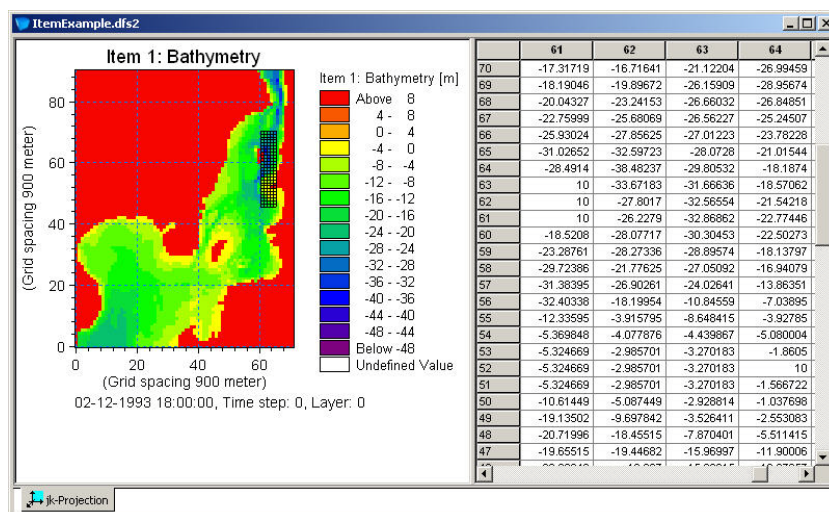 ItemExample.dfs2
Item 1: Bathymetry
Item 1: Bathymetry [m]
Above 8
4 - 8
0 - 4
-4 - 0
-8 - -4
-12 - -8
-16 - -12
-20 - -16
-24 - -20
-28 - -24
-32 - -28
-36 - -32
-40 - -36
-44 - -40
-48 - -44
Below -48
Undefined Value
80
60
40
20
0
(Grid spacing 900 meter)
0 20 40 60
(Grid spacing 900 meter)
02-12-1993 18:00:00, Time step: 0, Layer: 0
61 62 63 64
70 -17.31719 -16.71641 -21.12204 -26.99459
69 -18.19046 -19.89672 -26.15909 -28.95674
68 -20.04327 -23.24153 -26.66032 -26.84851
67 -22.75999 -25.68069 -26.56227 -25.24507
66 -25.93024 -27.85625 -27.01223 -23.78228
65 -31.02652 -32.59723 -28.0728 -21.01544
64 -28.4914 -38.48237 -29.80532 -18.1874
63 10 -33.67183 -31.66636 -18.57062
62 10 -27.8017 -32.56554 -21.54218
61 10 -26.2279 -32.86862 -22.77446
60 -18.5208 -28.07717 -30.30453 -22.50273
59 -23.28761 -28.27336 -28.89574 -18.13797
58 -29.72386 -21.77625 -27.05092 -16.94079
57 -31.38395 -26.90261 -24.02641 -13.86351
56 -32.40338 -18.19954 -10.84559 -7.03895
55 -12.33595 -3.915795 -8.648415 -3.92785
54 -5.369848 -4.077876 -4.439867 -5.080004
53 -5.324669 -2.985701 -3.270183 -1.8605
52 -5.324669 -2.985701 -3.270183 10
51 -5.324669 -2.985701 -3.270183 -1.566722
50 -10.61449 -5.087449 -2.928814 -1.037698
49 -19.13502 -9.697842 -3.526411 -2.553083
48 -20.71996 -18.45515 -7.870401 -5.511415
47 -19.65515 -19.44682 -15.96997 -11.90006
jk-Projection